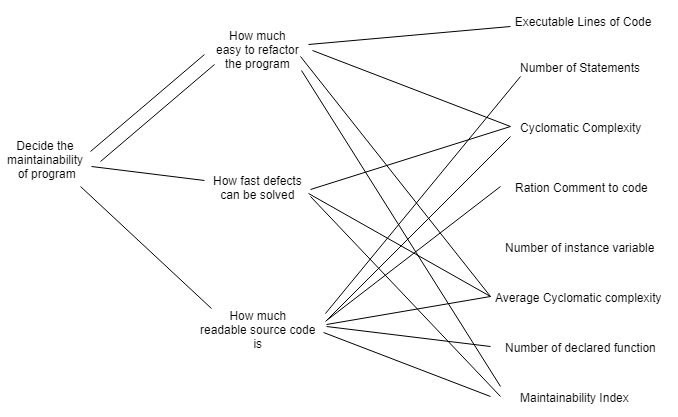 Decide the
maintainability
of program
How much
easy to refactor
the program
How fast defects
can be solved
How much
readable source code
is
Executable Lines of Code
Number of Statements
Cyclomatic Complexity
Ration Comment to code
Number of instance variable
Average Cyclomatic complexity
Number of declared function
Maintainability Index